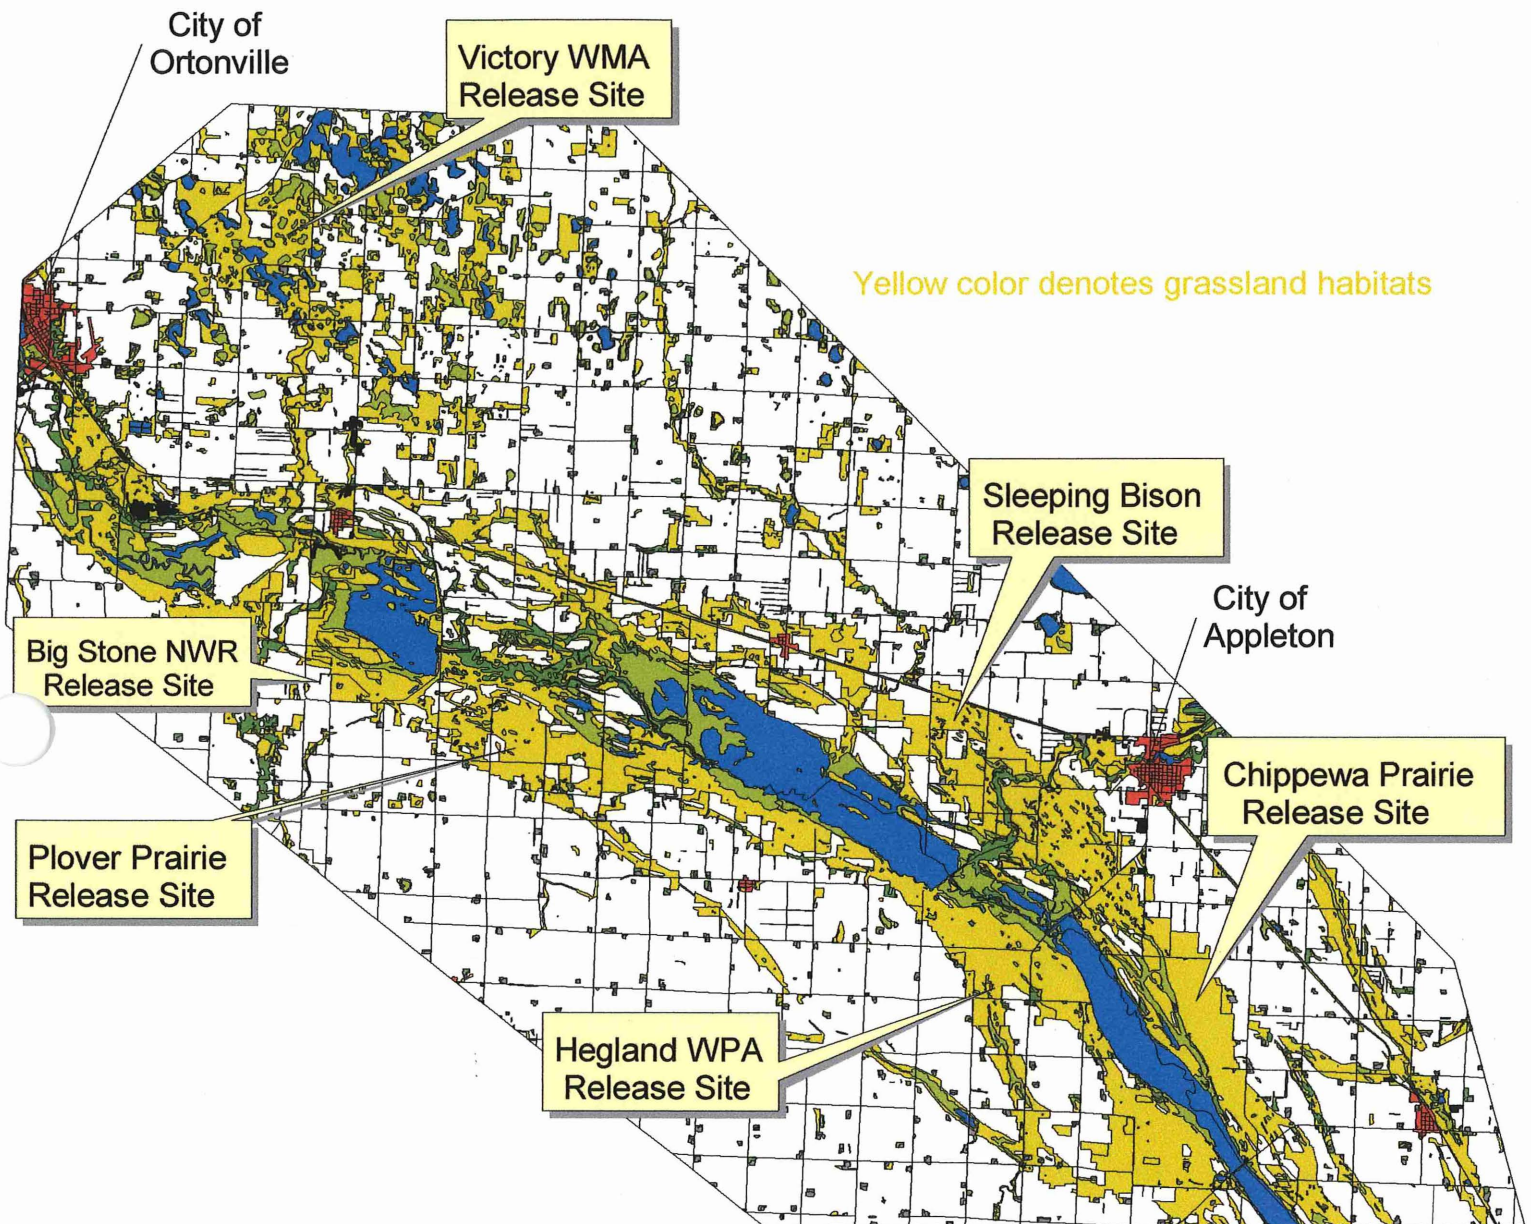 City of
Ortonville
Victory WMA
Release Site
Yellow color denotes grassland habitats
Sleeping Bison
Release Site
City of
Appleton
Big Stone NWR
Release Site
Chippewa Prairie
Release Site
Plover Prairie
Release Site
Hegland WPA
Release Site